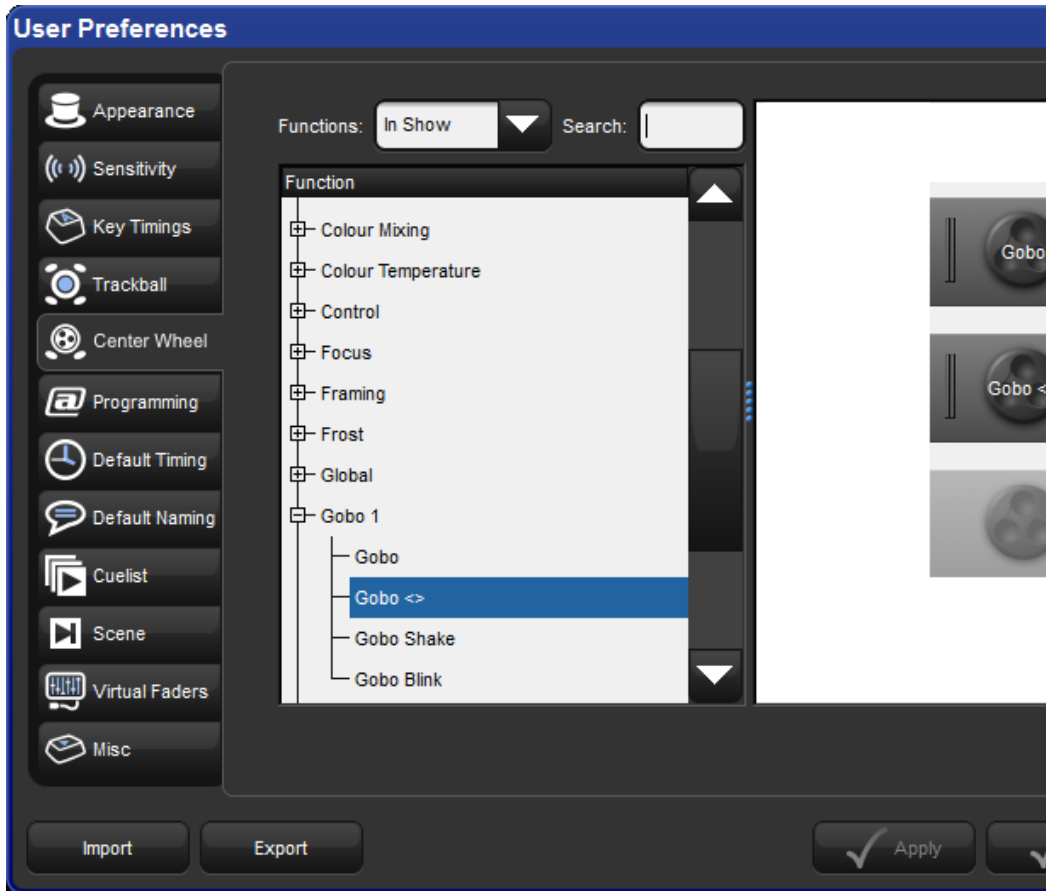 User Preferences
Appearance
Sensitivity
Key Timings
Trackball
Center Wheel
Programming
Default Timing
Default Naming
Cuelist
Scene
Virtual Faders
Misc
Functions: In Show Search:
Function
Colour Mixing
Colour Temperature
Control
Focus
Framing
Frost
Global
Gobo 1
Gobo
Gobo <>
Gobo Shake
Gobo Blink
Gobo
Gobo <
Import
Export
Apply